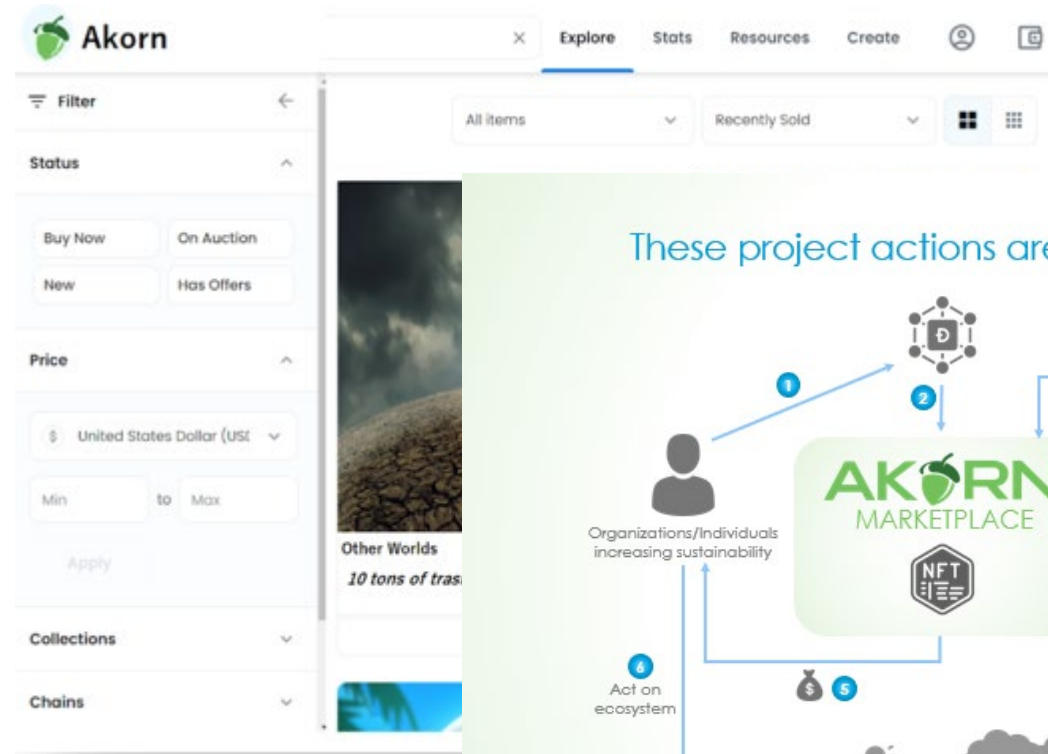 Akorn
× Explore Stats Resources Create
Filter
All items
Recently Sold
Status
Buy Now
On Auction
New
Has Offers
These project actions are
Đ
1
2
Price
$ United States Dollar (US
Min to Max
Apply
AKORN
MARKETPLACE
NFT
Organizations/Individuals
increasing sustainability
Other Worlds
10 tons of tras
Collections
Chains
6
Act on
ecosystem
$
5